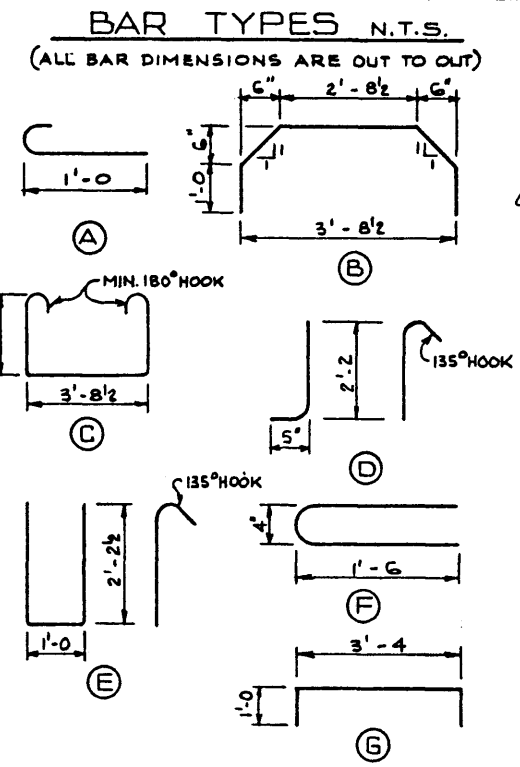 BAR TYPES N.T.S.
(ALL BAR DIMENSIONS ARE OUT TO OUT)
6" 2'-8½ 6"
6"
1'-0
1 1
1 1
1'-0
3'-8½
A
B
MIN. 180° HOOK
3'-8½
C
2'-2
135° HOOK
5"
D
135° HOOK
2'-2½
1'-0
E
4"
1'-6
F
3'-4
1'-0
G